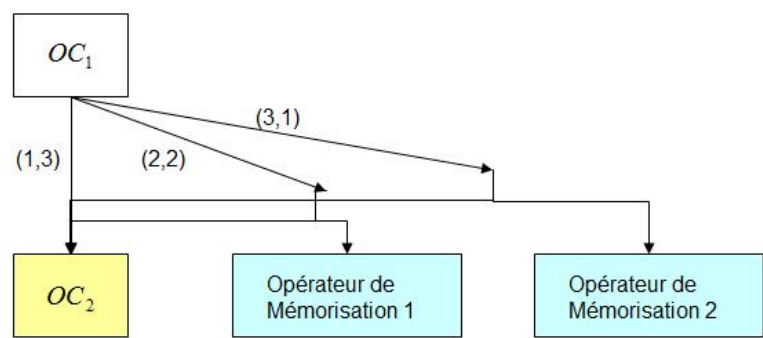 OC₁
(3,1)
(1,3)
(2,2)
OC₂
Opérateur de
Mémorisation 1
Opérateur de
Mémorisation 2